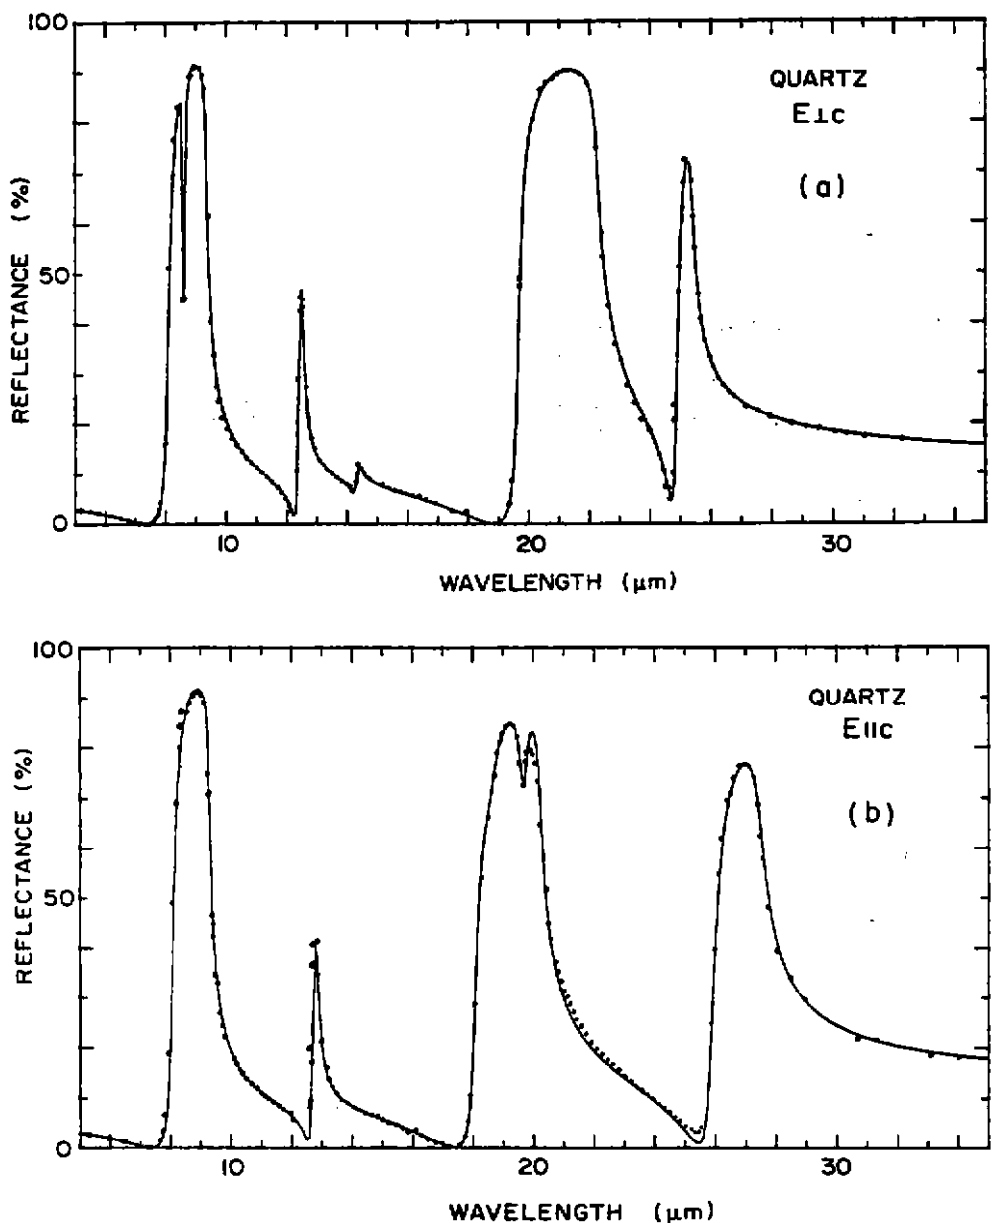 100
QUARTZ
E⊥c
(a)
50
REFLECTANCE (%)
0
10 20 30
WAVELENGTH (μm)
100
QUARTZ
E∥c
(b)
50
REFLECTANCE (%)
0
10 20 30
WAVELENGTH (μm)